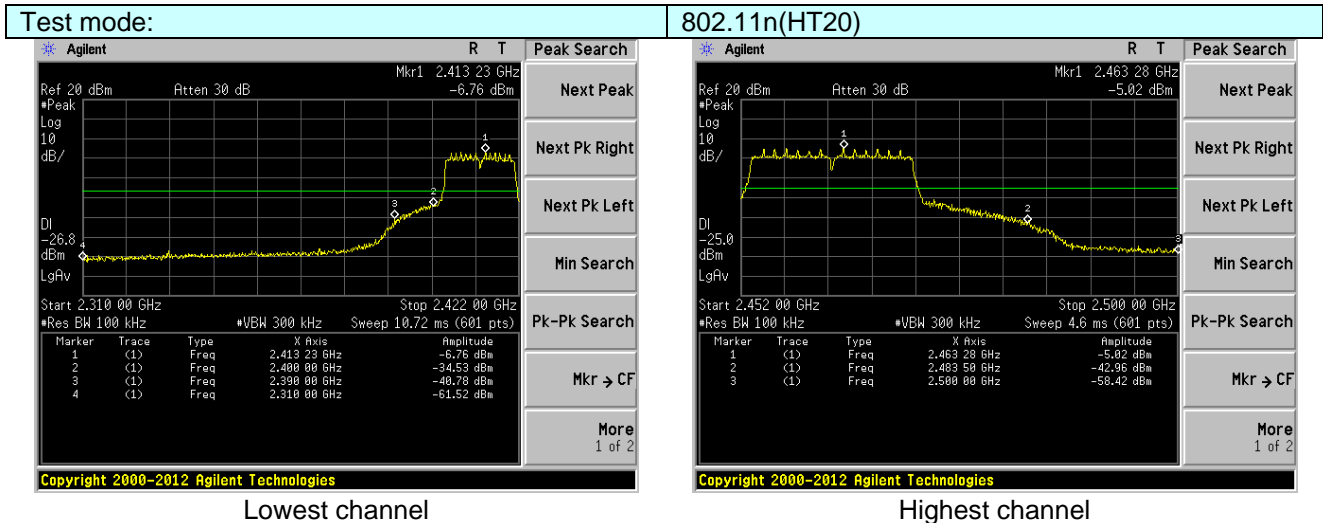 Test mode: 802.11n(HT20)
Agilent R T Peak Search
Mkr1 2.413 23 GHz
Ref 20 dBm Atten 30 dB -6.76 dBm
#Peak
Log
10
dB/
1
2
3
4
DI
-26.8
dBm
LgAv
Start 2.310 00 GHz Stop 2.422 00 GHz
#Res BW 100 kHz #VBW 300 kHz Sweep 10.72 ms (601 pts)
Marker Trace Type X Axis Amplitude
1 (1) Freq 2.413 23 GHz -6.76 dBm
2 (1) Freq 2.400 00 GHz -34.53 dBm
3 (1) Freq 2.390 00 GHz -40.78 dBm
4 (1) Freq 2.310 00 GHz -61.52 dBm
Next Peak
Next Pk Right
Next Pk Left
Min Search
Pk-Pk Search
Mkr → CF
More
1 of 2
Copyright 2000-2012 Agilent Technologies
Lowest channel
Agilent R T Peak Search
Mkr1 2.463 28 GHz
Ref 20 dBm Atten 30 dB -5.02 dBm
#Peak
Log
10
dB/
1
2
3
DI
-25.0
dBm
LgAv
Start 2.452 00 GHz Stop 2.500 00 GHz
#Res BW 100 kHz #VBW 300 kHz Sweep 4.6 ms (601 pts)
Marker Trace Type X Axis Amplitude
1 (1) Freq 2.463 28 GHz -5.02 dBm
2 (1) Freq 2.483 50 GHz -42.96 dBm
3 (1) Freq 2.500 00 GHz -58.42 dBm
Next Peak
Next Pk Right
Next Pk Left
Min Search
Pk-Pk Search
Mkr → CF
More
1 of 2
Copyright 2000-2012 Agilent Technologies
Highest channel